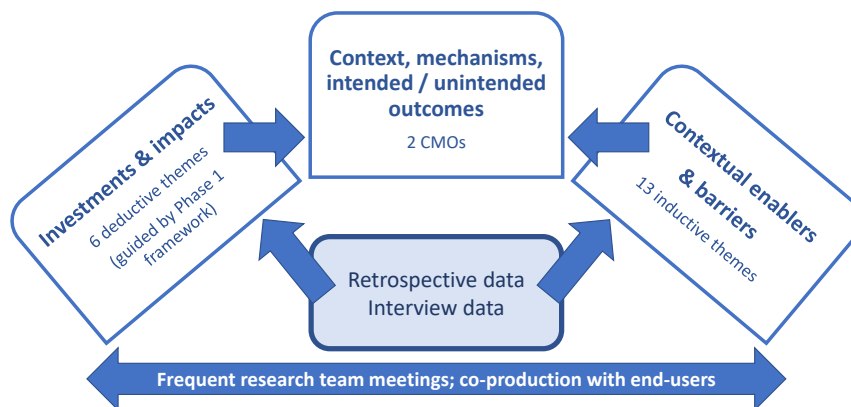 Context, mechanisms,
intended / unintended
outcomes
2 CMOs
Investments & impacts
6 deductive themes
(guided by Phase 1
framework)
Contextual enablers
& barriers
13 inductive themes
Retrospective data
Interview data
Frequent research team meetings; co-production with end-users